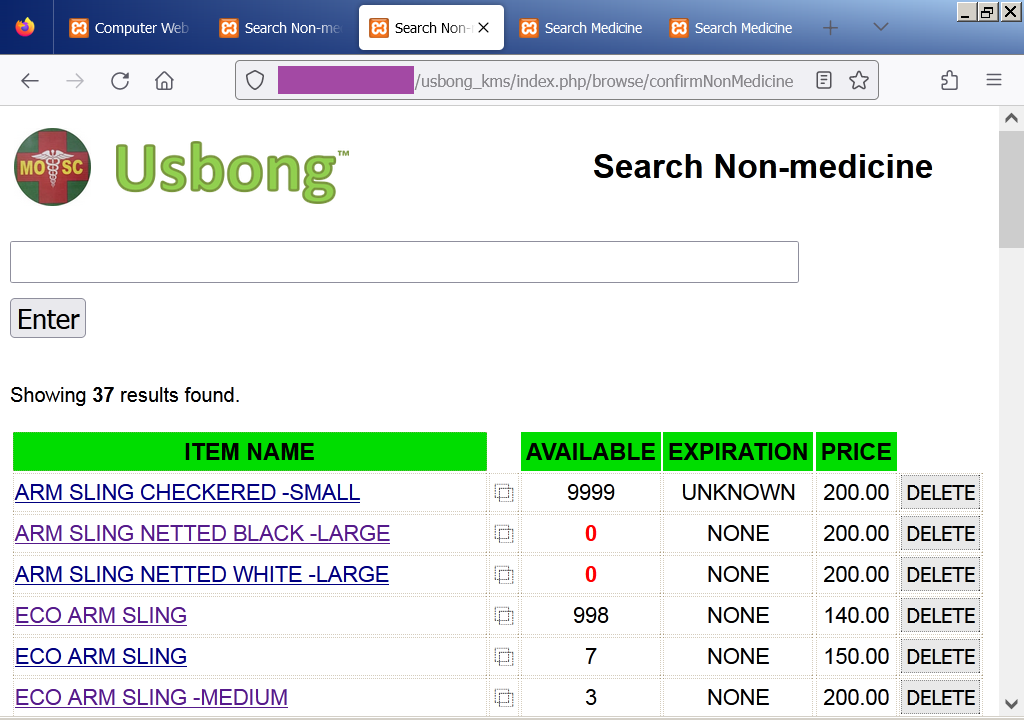 Computer Web
Search Non-me
Search Non-
Search Medicine
Search Medicine
/usbong_kms/index.php/browse/confirmNonMedicine
MO SC
Usbong™
Search Non-medicine
Enter
Showing 37 results found.
ITEM NAME AVAILABLE EXPIRATION PRICE
ARM SLING CHECKERED -SMALL 9999 UNKNOWN 200.00 DELETE
ARM SLING NETTED BLACK -LARGE 0 NONE 200.00 DELETE
ARM SLING NETTED WHITE -LARGE 0 NONE 200.00 DELETE
ECO ARM SLING 998 NONE 140.00 DELETE
ECO ARM SLING 7 NONE 150.00 DELETE
ECO ARM SLING -MEDIUM 3 NONE 200.00 DELETE